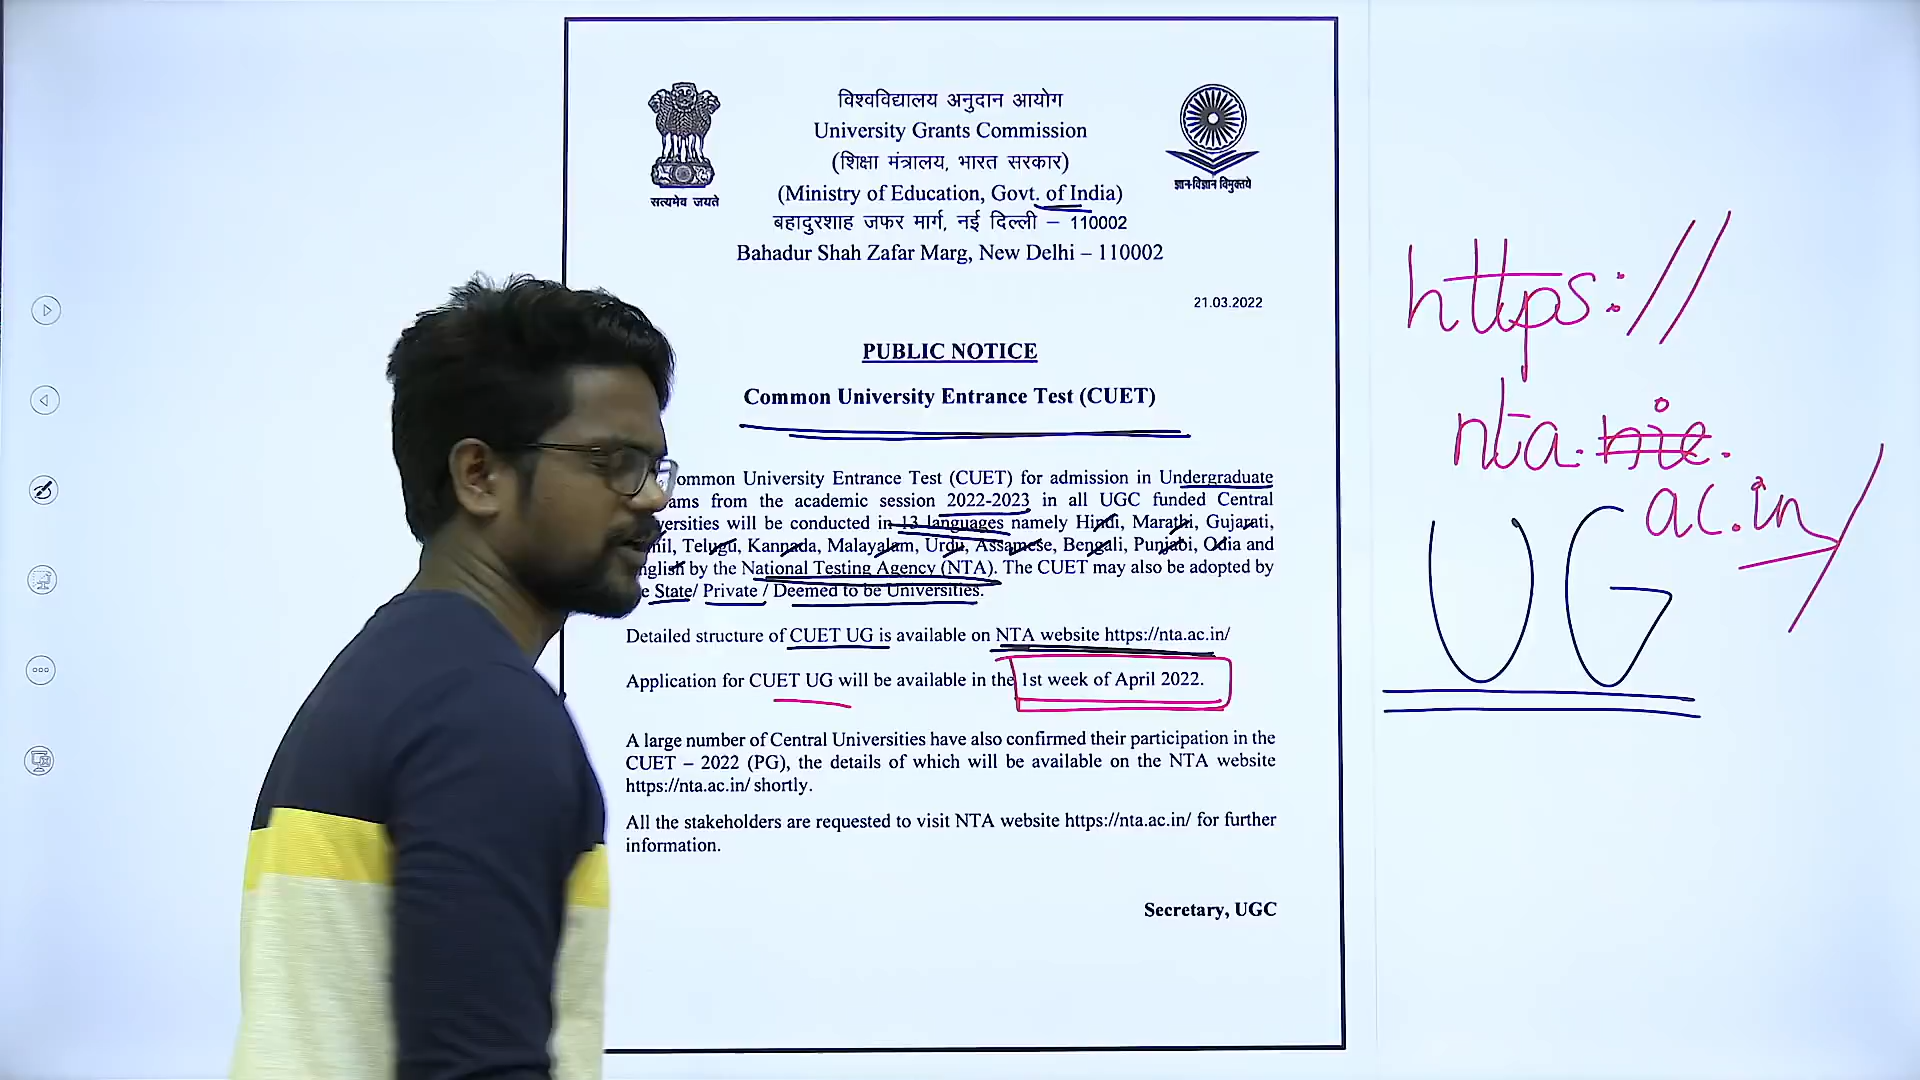 विश्वविद्यालय अनुदान आयोग
University Grants Commission
(शिक्षा मंत्रालय, भारत सरकार)
(Ministry of Education, Govt. of India)
बहादुरशाह जफर मार्ग, नई दिल्ली – 110002
Bahadur Shah Zafar Marg, New Delhi – 110002
सत्यमेव जयते
ज्ञान-विज्ञान विमुक्तये
21.03.2022
PUBLIC NOTICE
Common University Entrance Test (CUET)
ommon University Entrance Test (CUET) for admission in Undergraduate
ams from the academic session 2022-2023 in all UGC funded Central
ersities will be conducted in 13 languages namely Hindi, Marathi, Gujarati,
il, Telugu, Kannada, Malayalam, Urdu, Assamese, Bengali, Punjabi, Odia and
nglish by the National Testing Agency (NTA). The CUET may also be adopted by
e State/ Private / Deemed to be Universities.
Detailed structure of CUET UG is available on NTA website https://nta.ac.in/
Application for CUET UG will be available in the 1st week of April 2022.
A large number of Central Universities have also confirmed their participation in the
CUET – 2022 (PG), the details of which will be available on the NTA website
https://nta.ac.in/ shortly.
All the stakeholders are requested to visit NTA website https://nta.ac.in/ for further
information.
Secretary, UGC
https://
nta.nic.
ac.in/
UG